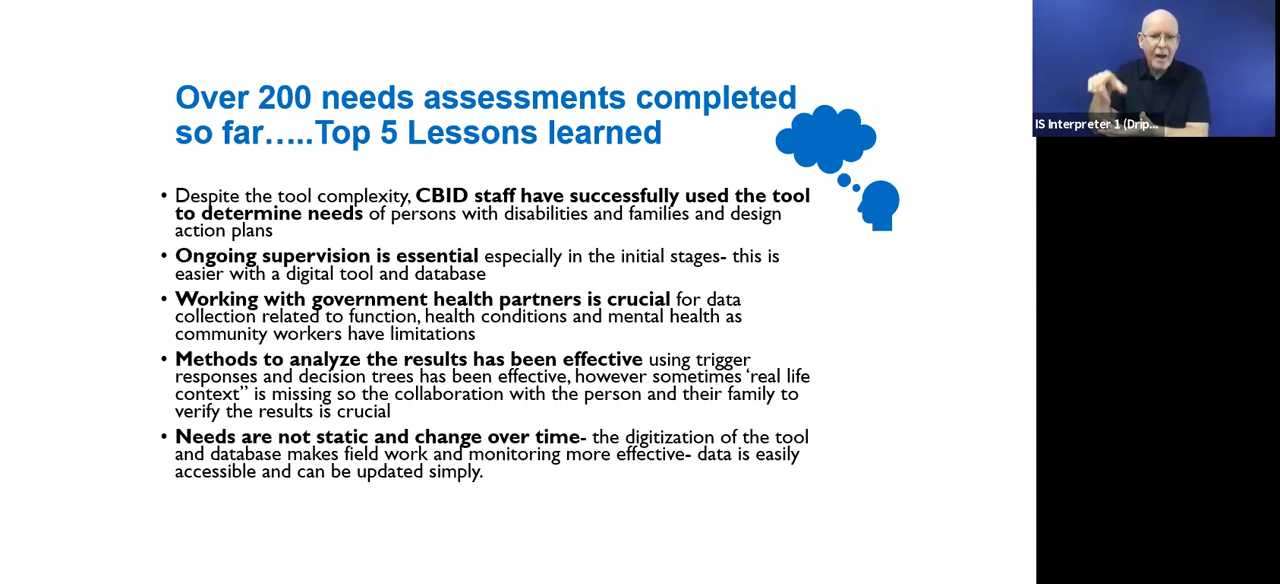 Over 200 needs assessments completed
so far…..Top 5 Lessons learned
• Despite the tool complexity, CBID staff have successfully used the tool
to determine needs of persons with disabilities and families and design
action plans
• Ongoing supervision is essential especially in the initial stages- this is
easier with a digital tool and database
• Working with government health partners is crucial for data
collection related to function, health conditions and mental health as
community workers have limitations
• Methods to analyze the results has been effective using trigger
responses and decision trees has been effective, however sometimes ‘real life
context” is missing so the collaboration with the person and their family to
verify the results is crucial
• Needs are not static and change over time- the digitization of the tool
and database makes field work and monitoring more effective- data is easily
accessible and can be updated simply.
IS Interpreter 1 (Drip...